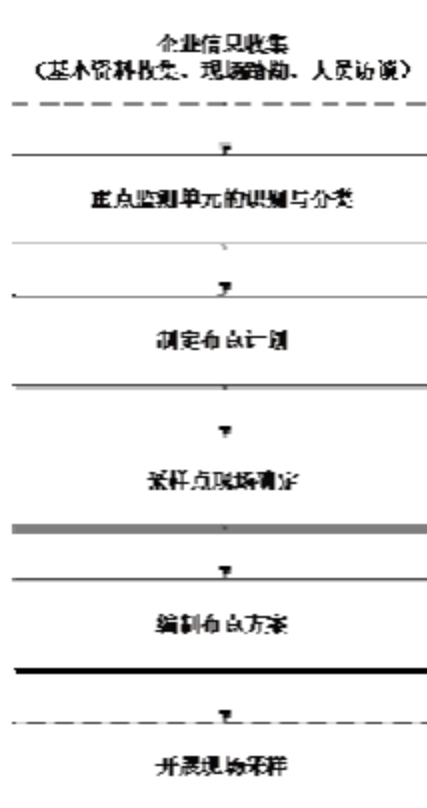 企业信息收集
（基本资料收集、现场踏勘、人员访谈）
重点监测单元的识别与分类
制定布点计划
采样点现场确定
编制布点方案
开展现场采样